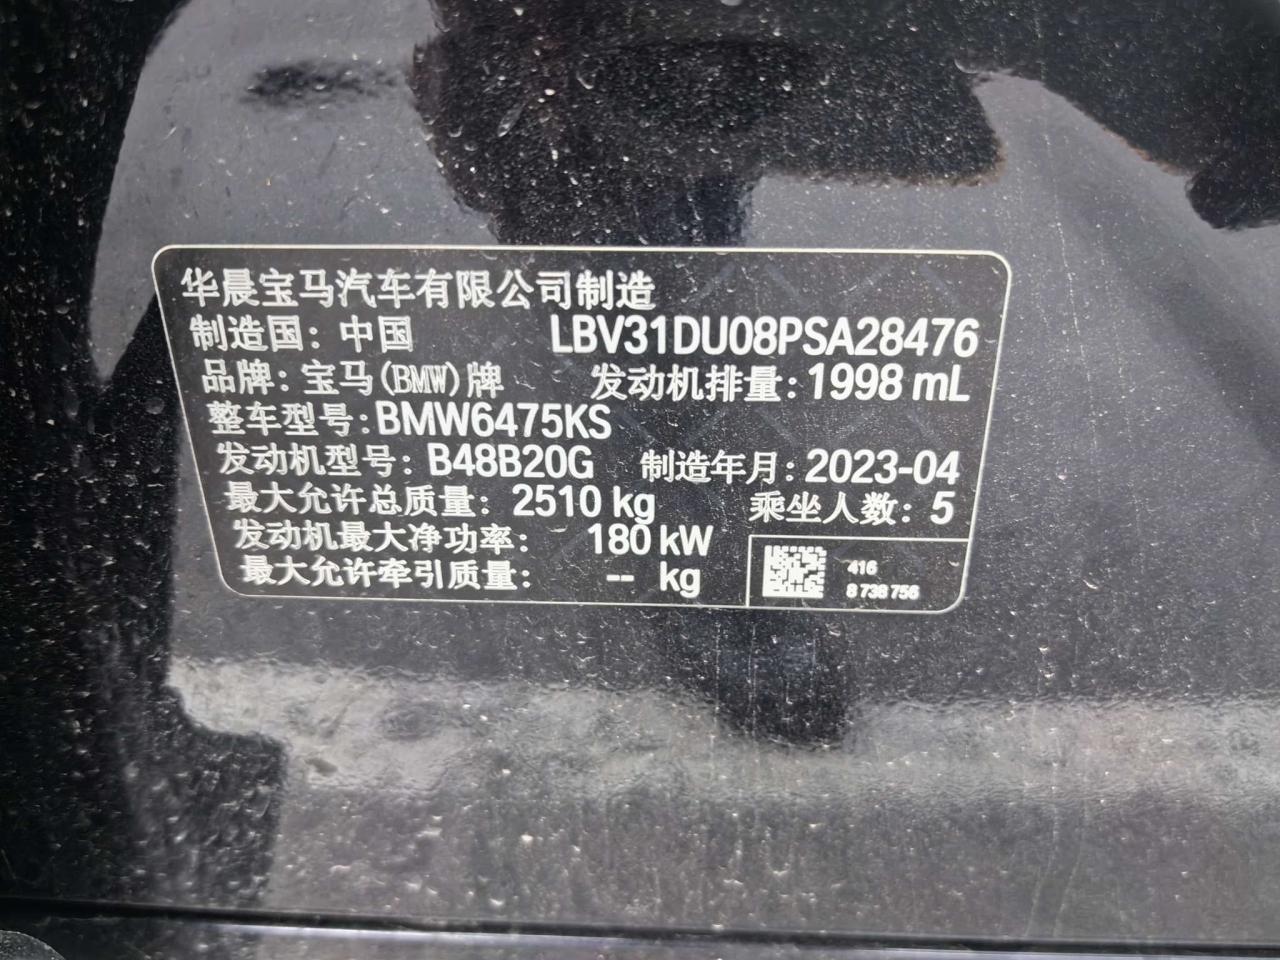 华晨宝马汽车有限公司制造
制造国：中国 LBV31DU08PSA28476
品牌：宝马(BMW)牌 发动机排量：1998 mL
整车型号：BMW6475KS
发动机型号：B48B20G 制造年月：2023-04
最大允许总质量：2510 kg 乘坐人数：5
发动机最大净功率：180 kW
最大允许牵引质量：-- kg
416
8 738 756